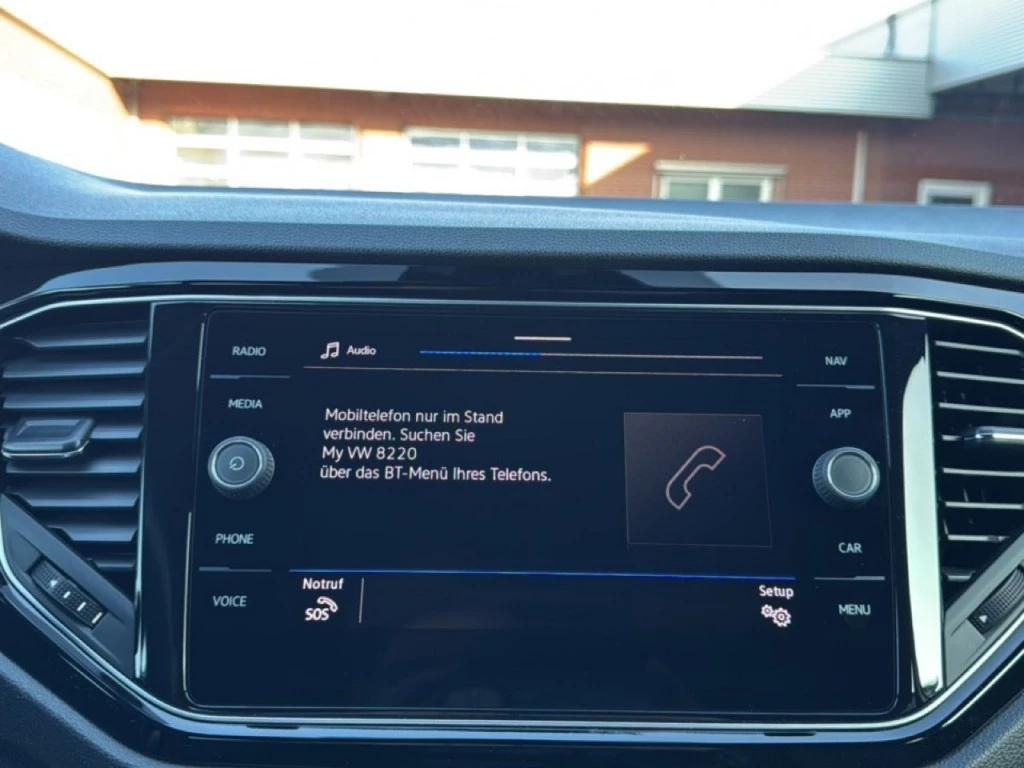 RADIO
MEDIA
PHONE
VOICE
Audio
Mobiltelefon nur im Stand
verbinden. Suchen Sie
My VW 8220
über das BT-Menü Ihres Telefons.
Notruf
SOS
Setup
NAV
APP
CAR
MENU